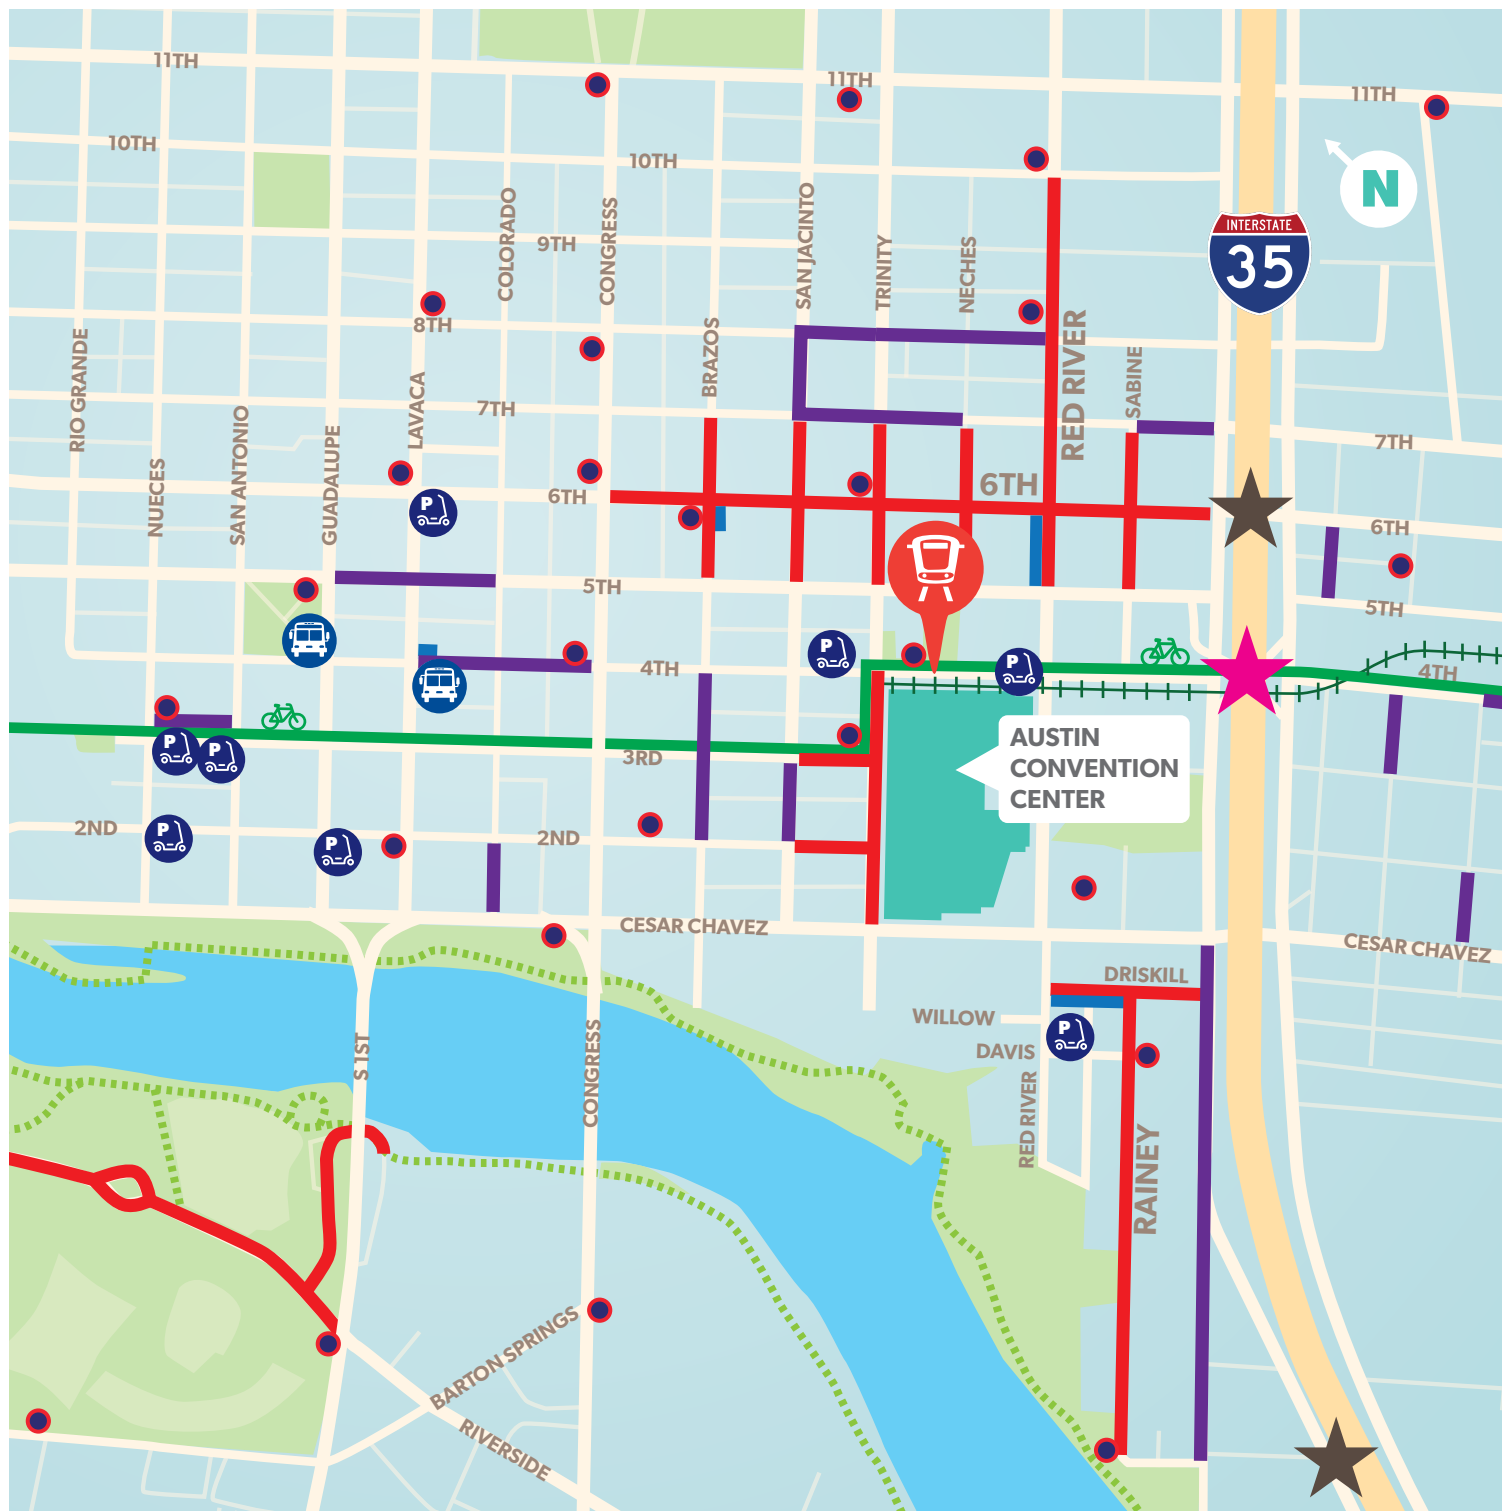 11TH
11TH
11TH
10TH
10TH
N
INTERSTATE
35
COLORADO
CONGRESS
SAN JACINTO
TRINITY
NECHES
9TH
8TH
RIO GRANDE
BRAZOS
RED RIVER
SABINE
LAVACA
7TH
7TH
SAN ANTONIO
GUADALUPE
NUECES
6TH
6TH
6TH
P
5TH
5TH
P
P
4TH
4TH
P
P
3RD
AUSTIN
CONVENTION
CENTER
2ND
P
P
2ND
CESAR CHAVEZ
CESAR CHAVEZ
DRISKILL
WILLOW
P
DAVIS
S 1ST
CONGRESS
RED RIVER
RAINEY
BARTON SPRINGS
RIVERSIDE